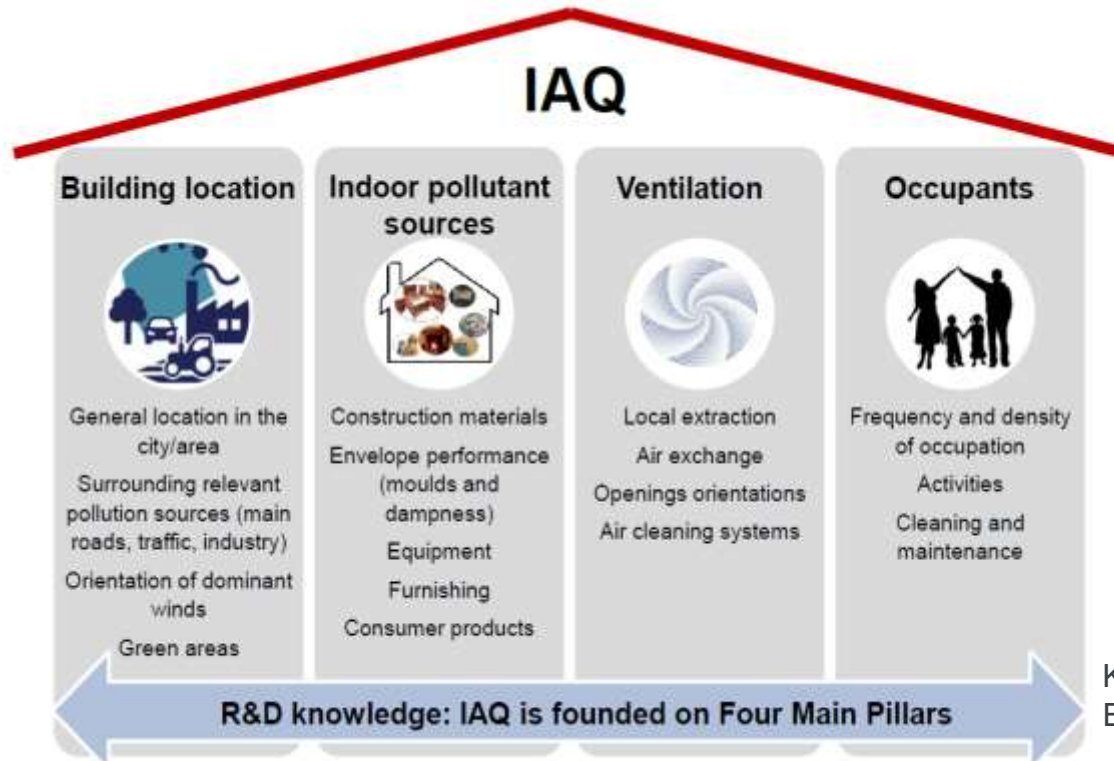 IAQ
Building location
General location in the
city/area
Surrounding relevant
pollution sources (main
roads, traffic, industry)
Orientation of dominant
winds
Green areas
Indoor pollutant
sources
Construction materials
Envelope performance
(moulds and
dampness)
Equipment
Furnishing
Consumer products
Ventilation
Local extraction
Air exchange
Openings orientations
Air cleaning systems
Occupants
Frequency and density
of occupation
Activities
Cleaning and
maintenance
R&D knowledge: IAQ is founded on Four Main Pillars